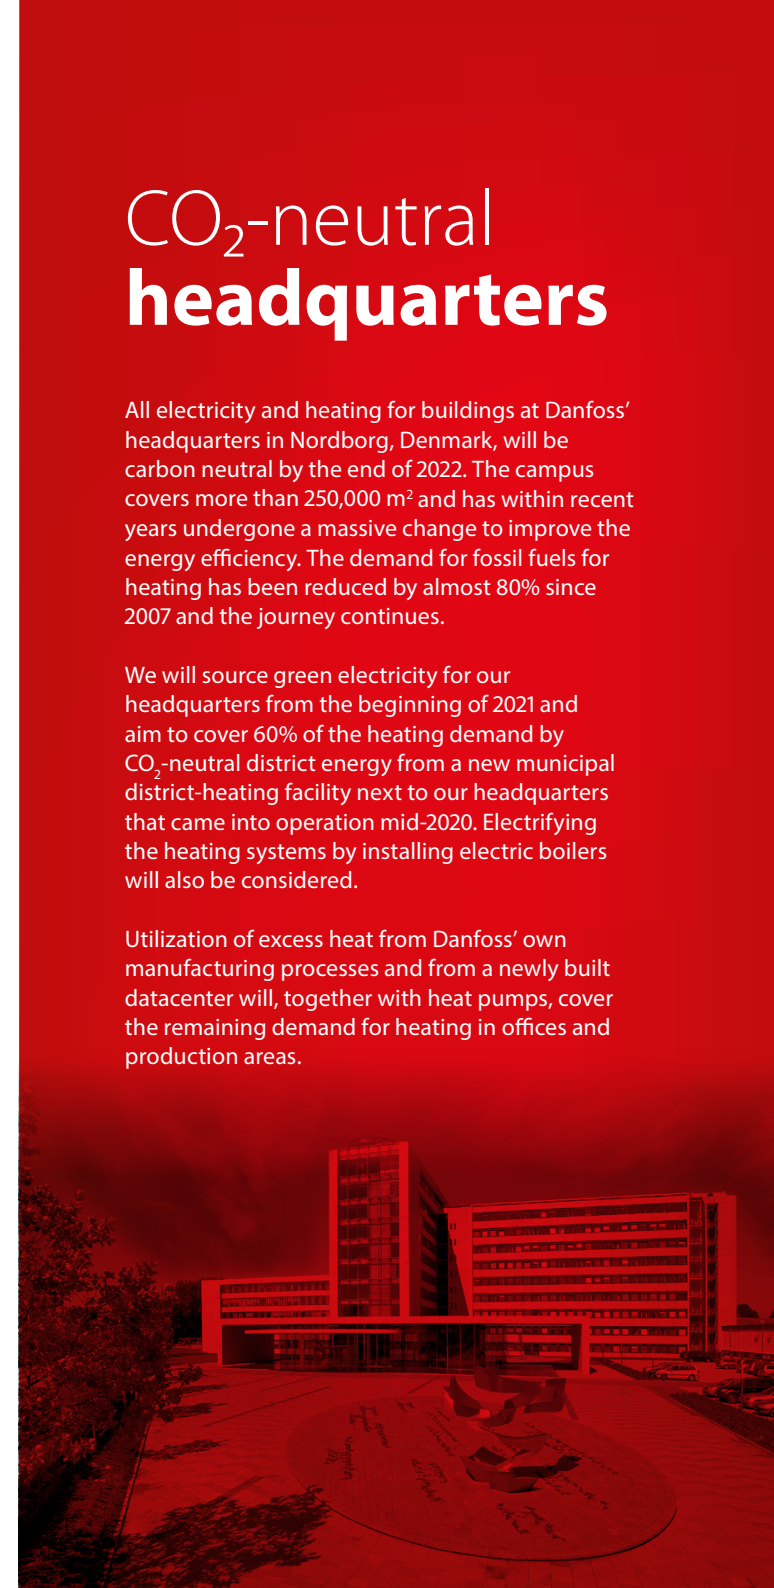 CO₂-neutral
headquarters
All electricity and heating for buildings at Danfoss’
headquarters in Nordborg, Denmark, will be
carbon neutral by the end of 2022. The campus
covers more than 250,000 m² and has within recent
years undergone a massive change to improve the
energy efficiency. The demand for fossil fuels for
heating has been reduced by almost 80% since
2007 and the journey continues.
We will source green electricity for our
headquarters from the beginning of 2021 and
aim to cover 60% of the heating demand by
CO₂-neutral district energy from a new municipal
district-heating facility next to our headquarters
that came into operation mid-2020. Electrifying
the heating systems by installing electric boilers
will also be considered.
Utilization of excess heat from Danfoss’ own
manufacturing processes and from a newly built
datacenter will, together with heat pumps, cover
the remaining demand for heating in offices and
production areas.